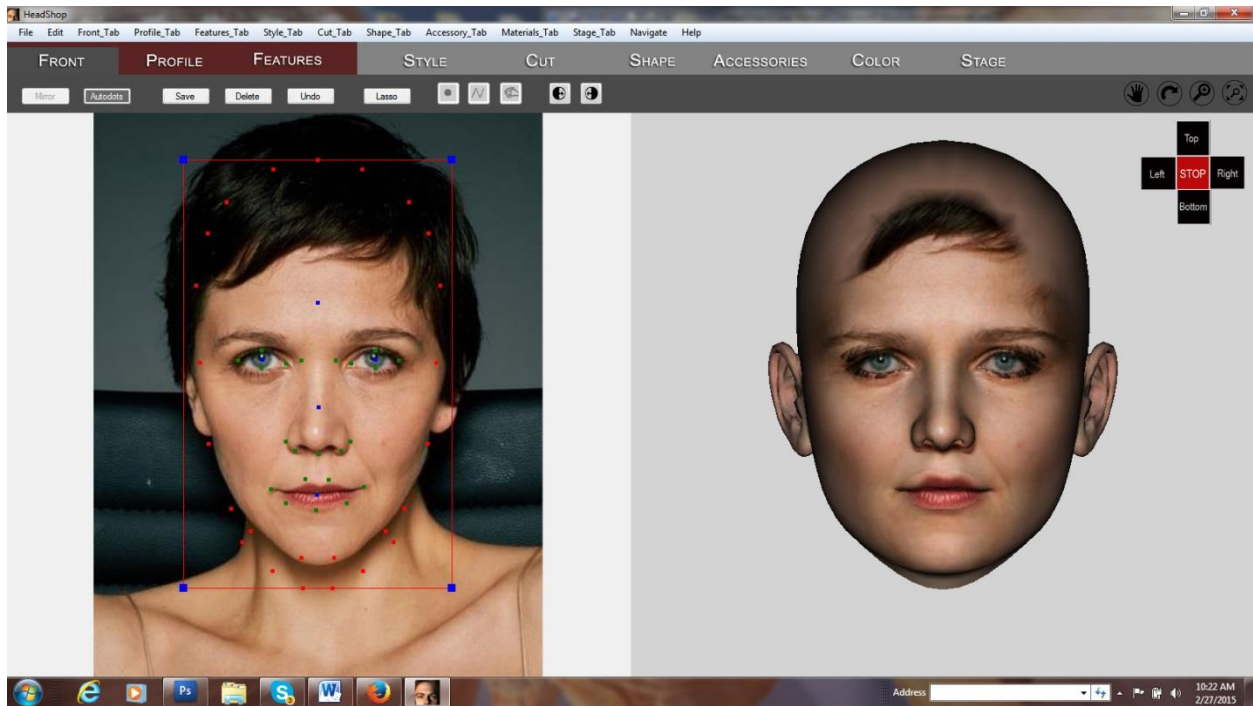 HeadShop
File Edit Front_Tab Profile_Tab Features_Tab Style_Tab Cut_Tab Shape_Tab Accessory_Tab Materials_Tab Stage_Tab Navigate Help
FRONT PROFILE FEATURES STYLE CUT SHAPE ACCESSORIES COLOR STAGE
Mirror Autodots Save Delete Undo Lasso
Top
Left STOP Right
Bottom
Ps S W Address 10:22 AM
2/27/2015